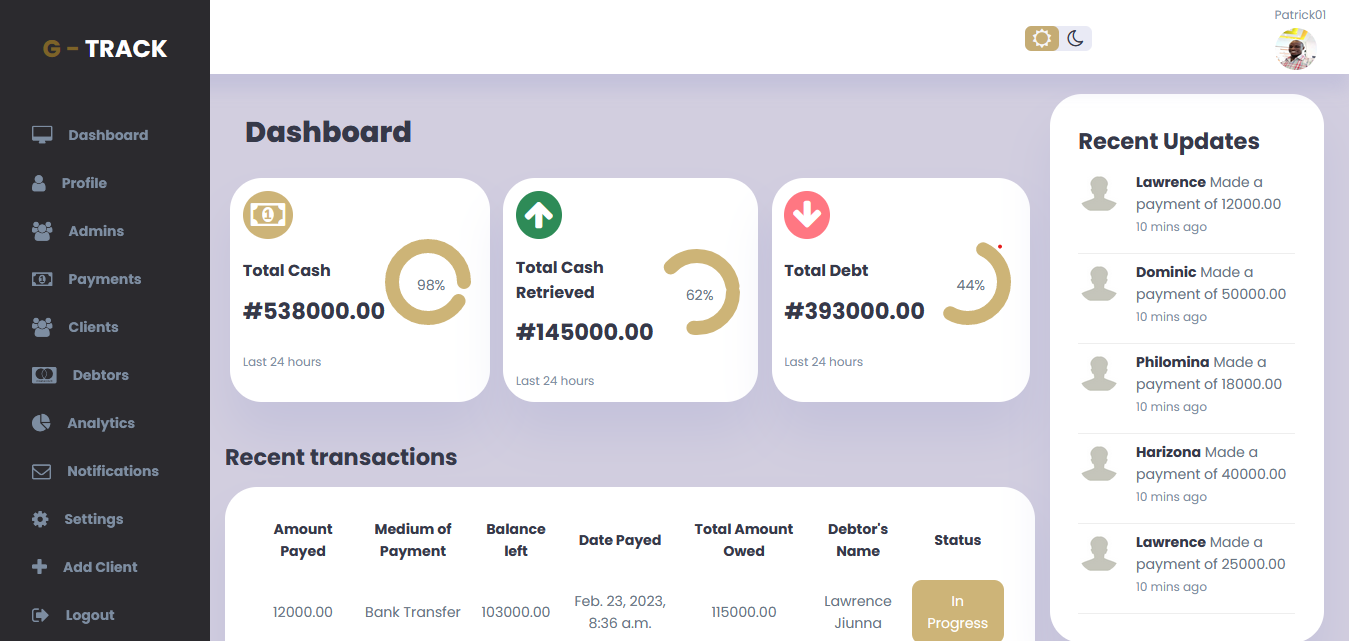 G - TRACK
Dashboard
Profile
Admins
Payments
Clients
Debtors
Analytics
Notifications
Settings
Add Client
Logout
Patrick01
Dashboard
1
Total Cash
#538000.00
98%
Last 24 hours
Total Cash
Retrieved
#145000.00
62%
Last 24 hours
Total Debt
#393000.00
44%
Last 24 hours
Recent transactions
Amount Payed
Medium of Payment
Balance left
Date Payed
Total Amount Owed
Debtor's Name
Status
12000.00
Bank Transfer
103000.00
Feb. 23, 2023, 8:36 a.m.
115000.00
Lawrence Jiunna
In Progress
Recent Updates
Lawrence Made a
payment of 12000.00
10 mins ago
Dominic Made a
payment of 50000.00
10 mins ago
Philomina Made a
payment of 18000.00
10 mins ago
Harizona Made a
payment of 40000.00
10 mins ago
Lawrence Made a
payment of 25000.00
10 mins ago